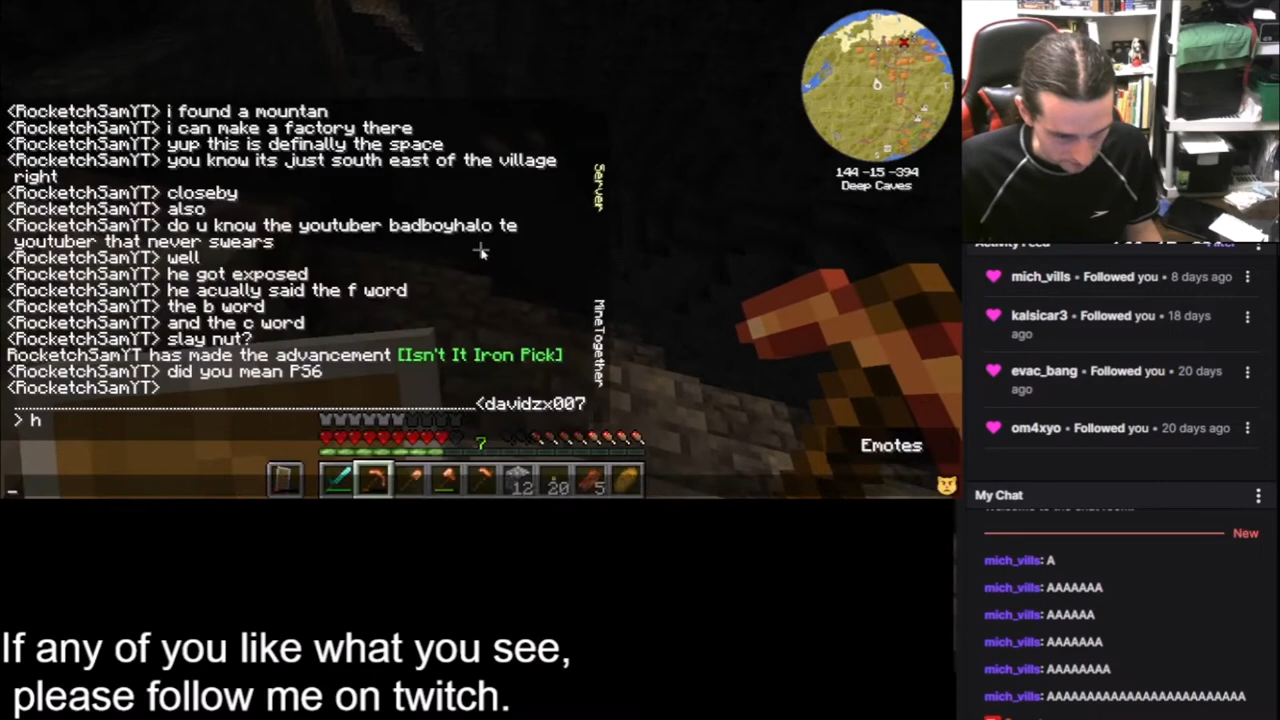 <RocketchSamYT> i found a mountan
<RocketchSamYT> i can make a factory there
<RocketchSamYT> yup this is definally the space
<RocketchSamYT> you know its just south east of the village
right
<RocketchSamYT> closeby
<RocketchSamYT> also
<RocketchSamYT> do u know the youtuber badboyhalo te
youtuber that never swears
<RocketchSamYT> well
<RocketchSamYT> he got exposed
<RocketchSamYT> he acually said the f word
<RocketchSamYT> the b word
<RocketchSamYT> and the c word
<RocketchSamYT> slay nut?
RocketchSamYT has made the advancement [Isn't It Iron Pick]
<RocketchSamYT> did you mean PS6
<RocketchSamYT>
<davidzx007
> h
Server
MineTogether
144 -15 -394
Deep Caves
7
12
20
5
Emotes
mich_vills • Followed you • 8 days ago
kalsicar3 • Followed you • 18 days
ago
evac_bang • Followed you • 20 days
ago
om4xyo • Followed you • 20 days ago
My Chat
New
mich_vills: A
mich_vills: AAAAAAA
mich_vills: AAAAAA
mich_vills: AAAAAAA
mich_vills: AAAAAAAA
mich_vills: AAAAAAAAAAAAAAAAAAAAAAAAA
If any of you like what you see,
please follow me on twitch.